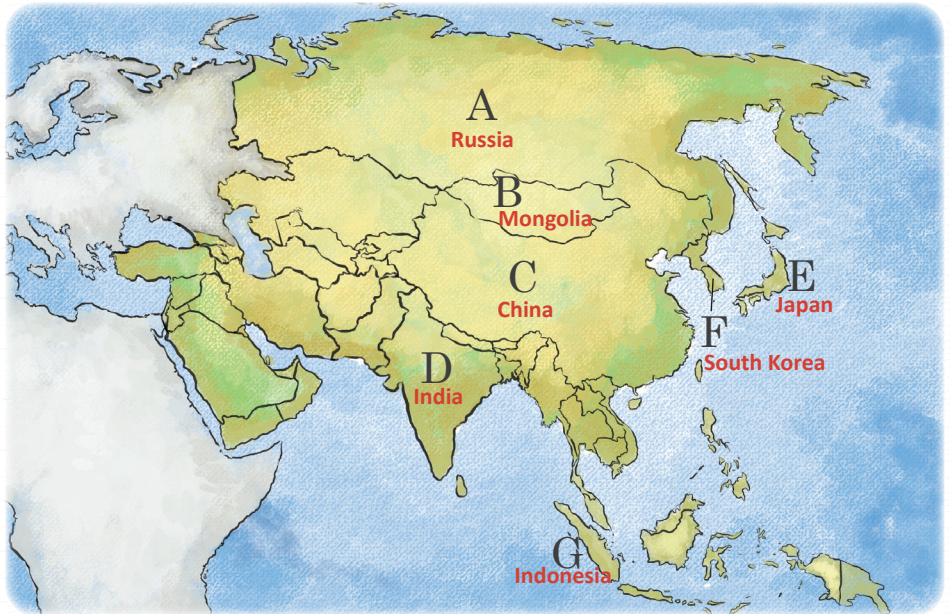 A
Russia
B
Mongolia
C
China
E
Japan
F
South Korea
D
India
G
Indonesia